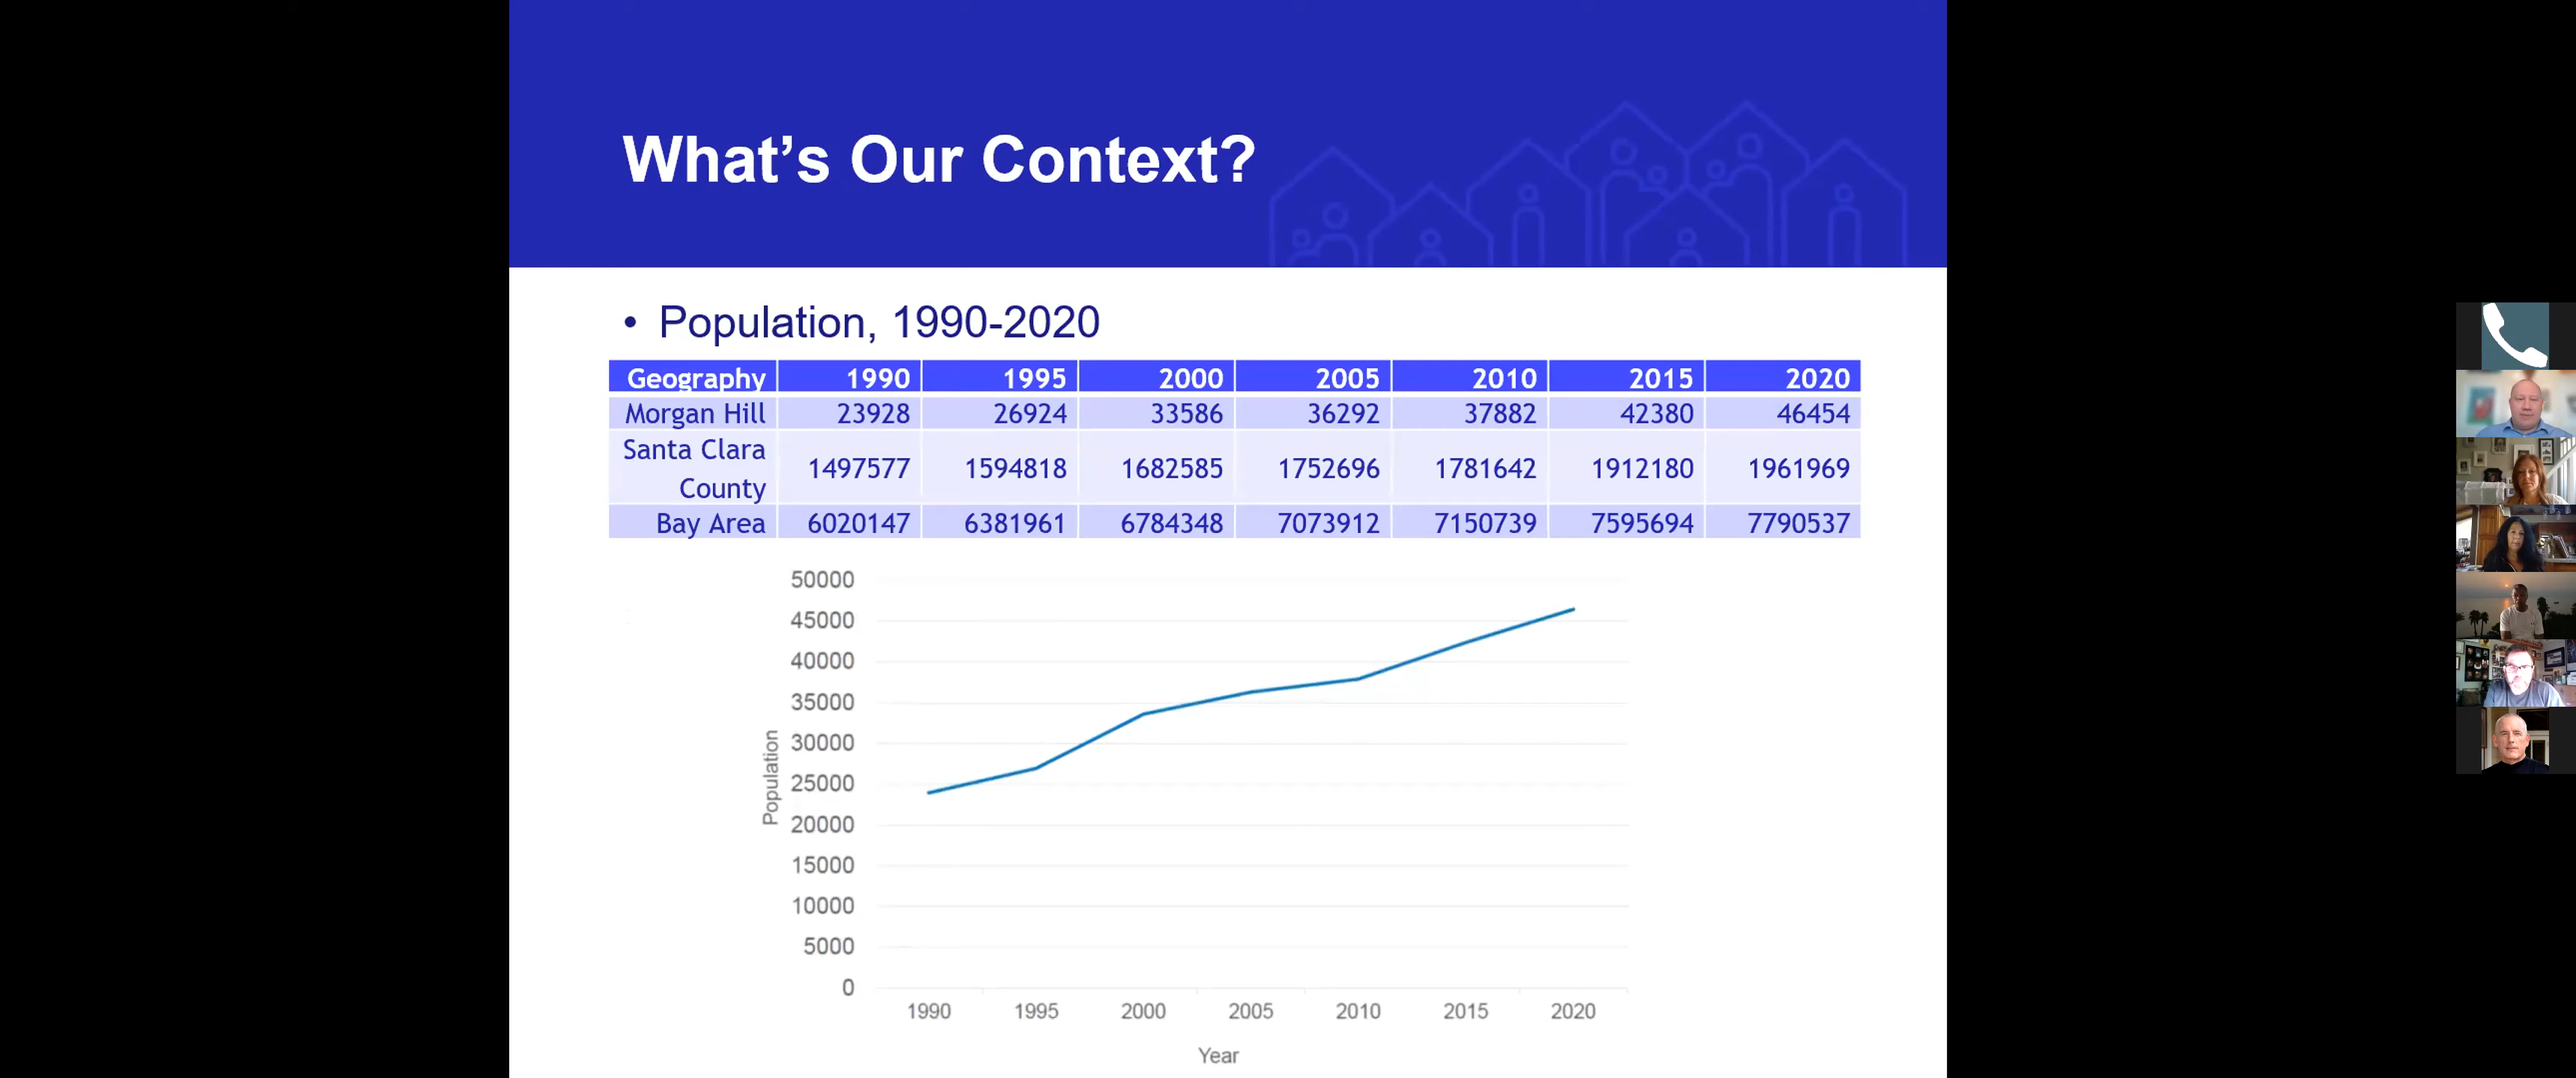 What's Our Context?
• Population, 1990-2020
Geography 1990 1995 2000 2005 2010 2015 2020
Morgan Hill 23928 26924 33586 36292 37882 42380 46454
Santa Clara County 1497577 1594818 1682585 1752696 1781642 1912180 1961969
Bay Area 6020147 6381961 6784348 7073912 7150739 7595694 7790537
50000
45000
40000
35000
30000
25000
20000
15000
10000
5000
0
Population
1990 1995 2000 2005 2010 2015 2020
Year